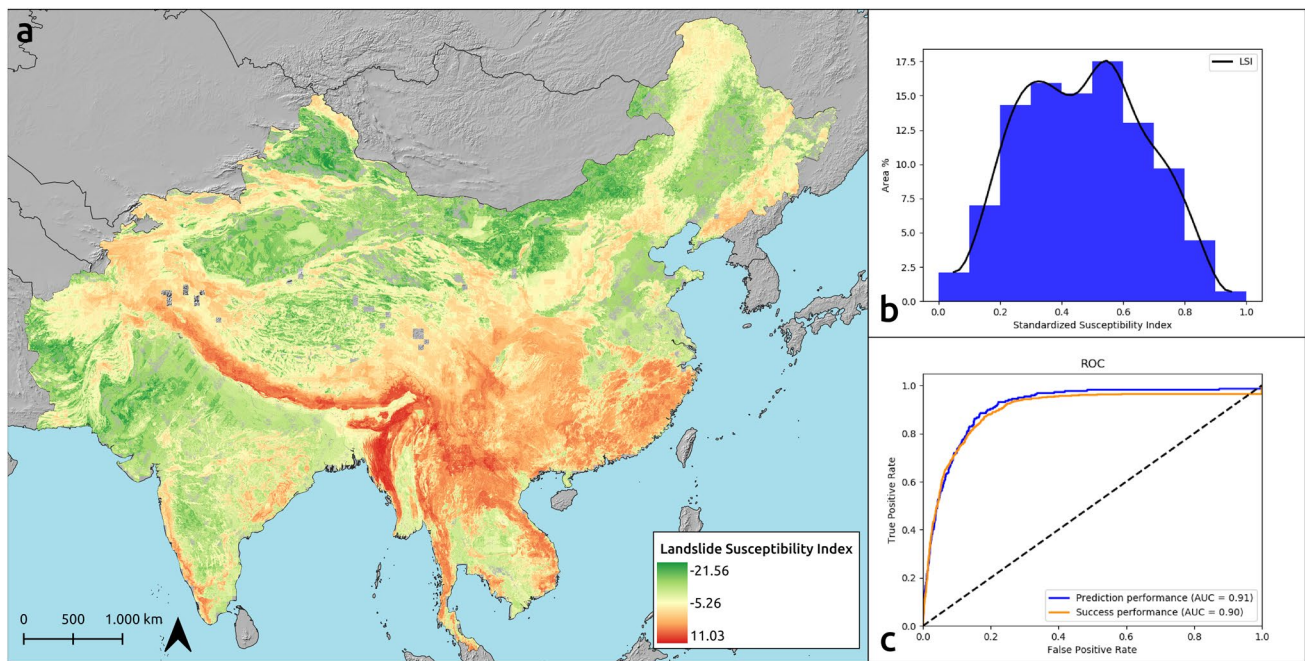 a
Landslide Susceptibility Index
-21.56
-5.26
11.03
0 500 1.000 km
b
LSI
17.5
15.0
12.5
10.0
7.5
5.0
2.5
0.0
Area %
0.0 0.2 0.4 0.6 0.8 1.0
Standardized Susceptibility Index
c
ROC
1.0
0.8
0.6
0.4
0.2
0.0
True Positive Rate
Prediction performance (AUC = 0.91)
Success performance (AUC = 0.90)
0.0 0.2 0.4 0.6 0.8 1.0
False Positive Rate